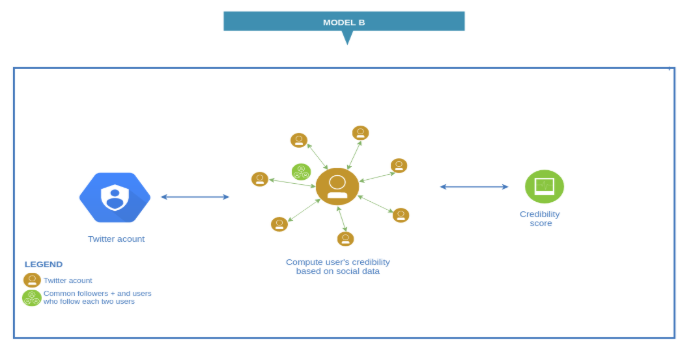 MODEL B
Twitter acount
Compute user's credibility
based on social data
Credibility
score
LEGEND
Twitter acount
Common followers + and users
who follow each two users